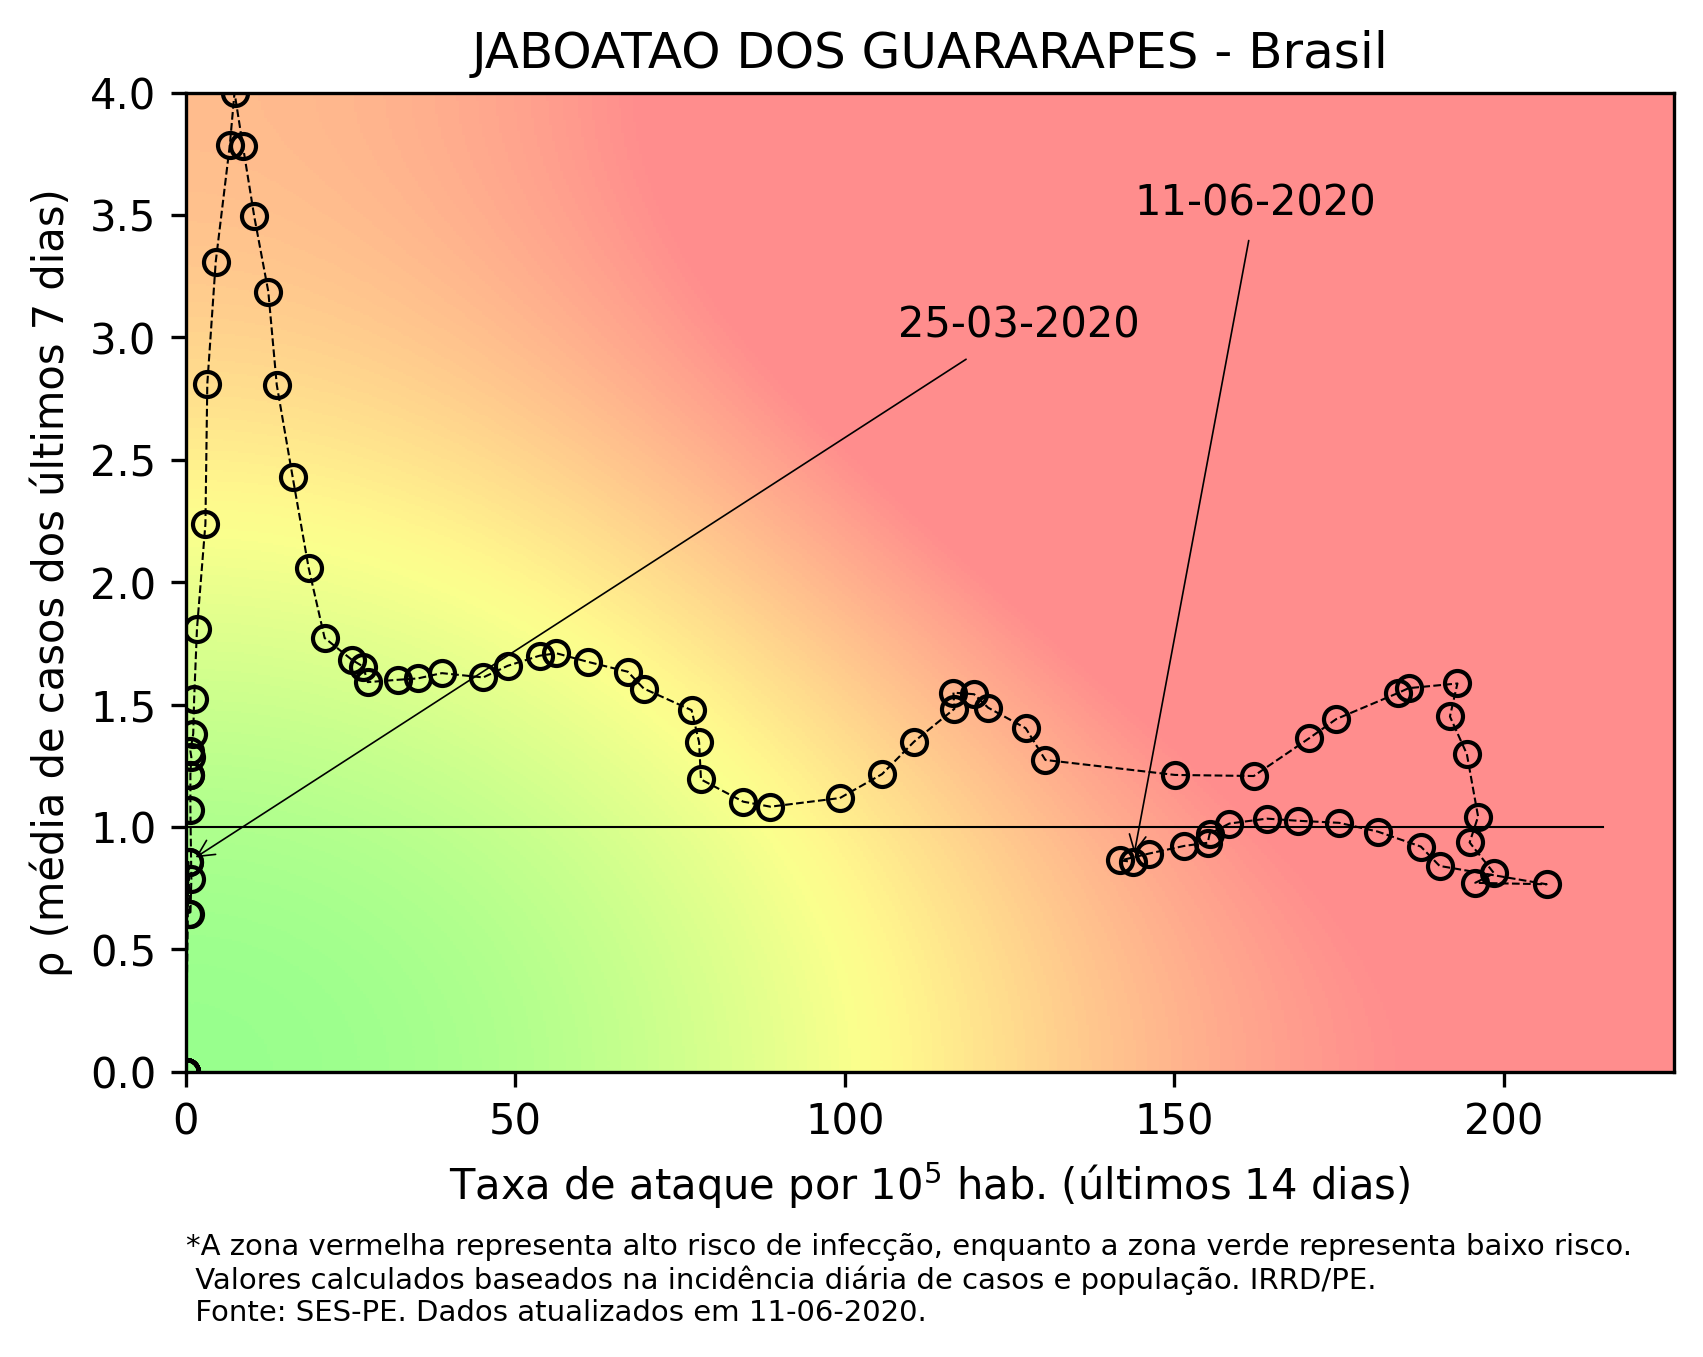 JABOATAO DOS GUARARAPES - Brasil
4.0
3.5
3.0
2.5
2.0
1.5
1.0
0.5
0.0
ρ (média de casos dos últimos 7 dias)
11-06-2020
25-03-2020
0 50 100 150 200
Taxa de ataque por 10⁵ hab. (últimos 14 dias)
*A zona vermelha representa alto risco de infecção, enquanto a zona verde representa baixo risco.
Valores calculados baseados na incidência diária de casos e população. IRRD/PE.
Fonte: SES-PE. Dados atualizados em 11-06-2020.